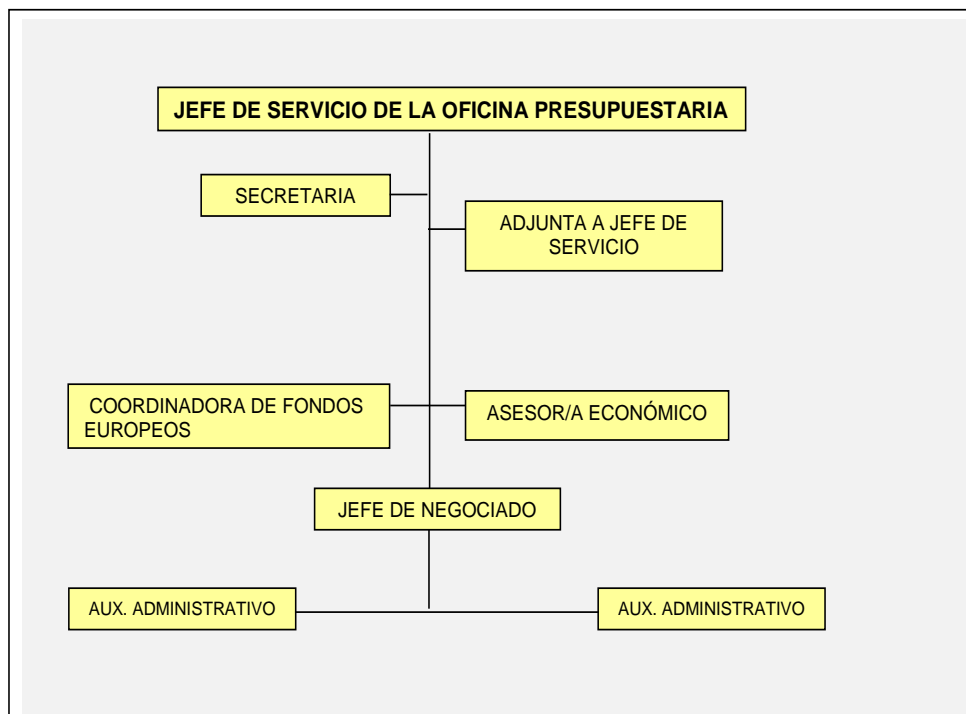 JEFE DE SERVICIO DE LA OFICINA PRESUPUESTARIA
SECRETARIA
ADJUNTA A JEFE DE
SERVICIO
COORDINADORA DE FONDOS
EUROPEOS
ASESOR/A ECONÓMICO
JEFE DE NEGOCIADO
AUX. ADMINISTRATIVO
AUX. ADMINISTRATIVO